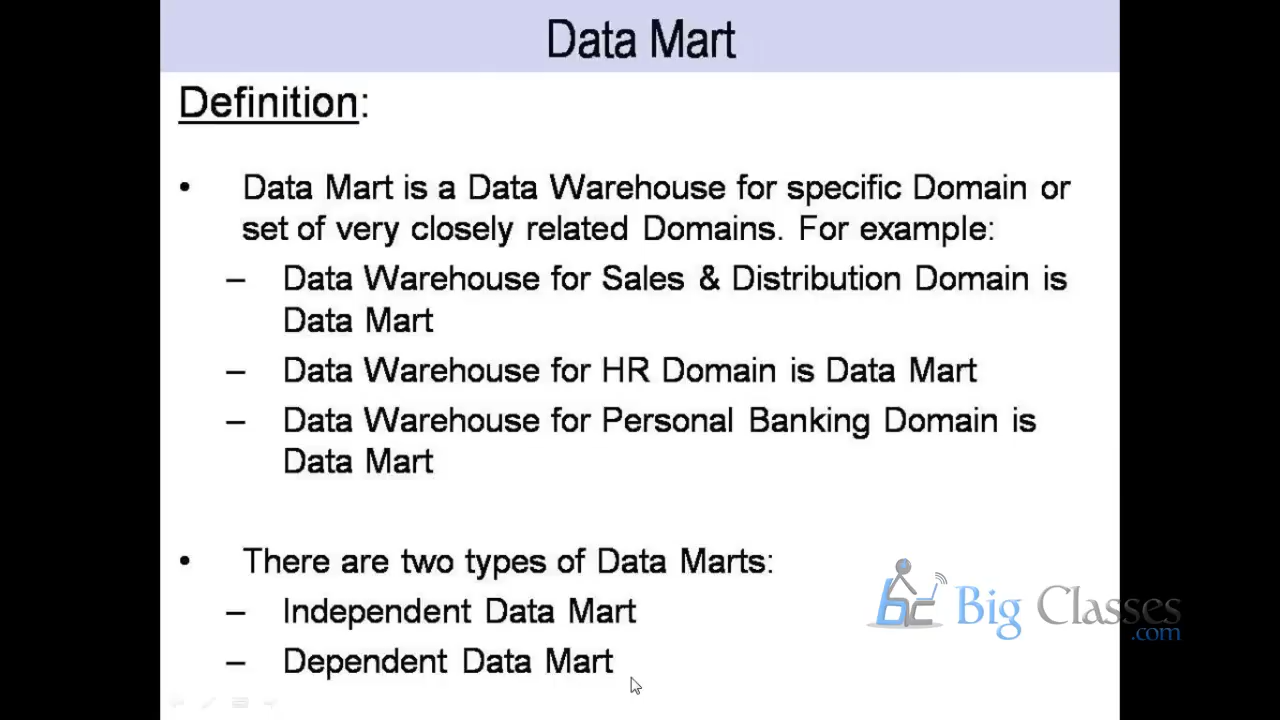 Data Mart
Definition:
• Data Mart is a Data Warehouse for specific Domain or
set of very closely related Domains. For example:
– Data Warehouse for Sales & Distribution Domain is
Data Mart
– Data Warehouse for HR Domain is Data Mart
– Data Warehouse for Personal Banking Domain is
Data Mart
• There are two types of Data Marts:
– Independent Data Mart
– Dependent Data Mart
bc Big Classes
.com